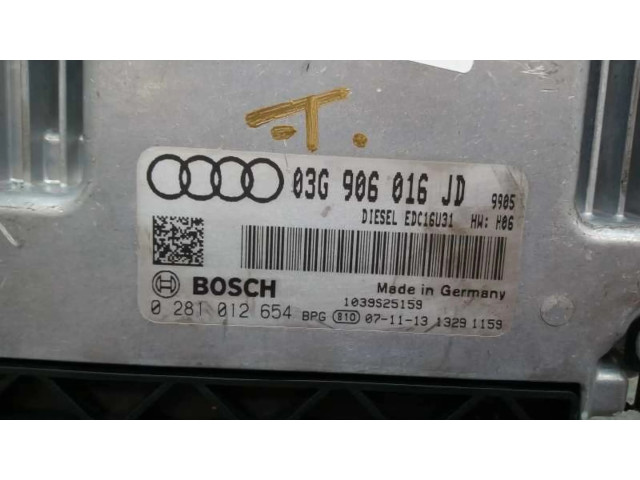 -T.
03G 906 016 JD 9905
DIESEL EDC16U31 HW: H06
BOSCH
Made in Germany
1039S25159
0 281 012 654 BPG 810 07-11-13 1329 1159